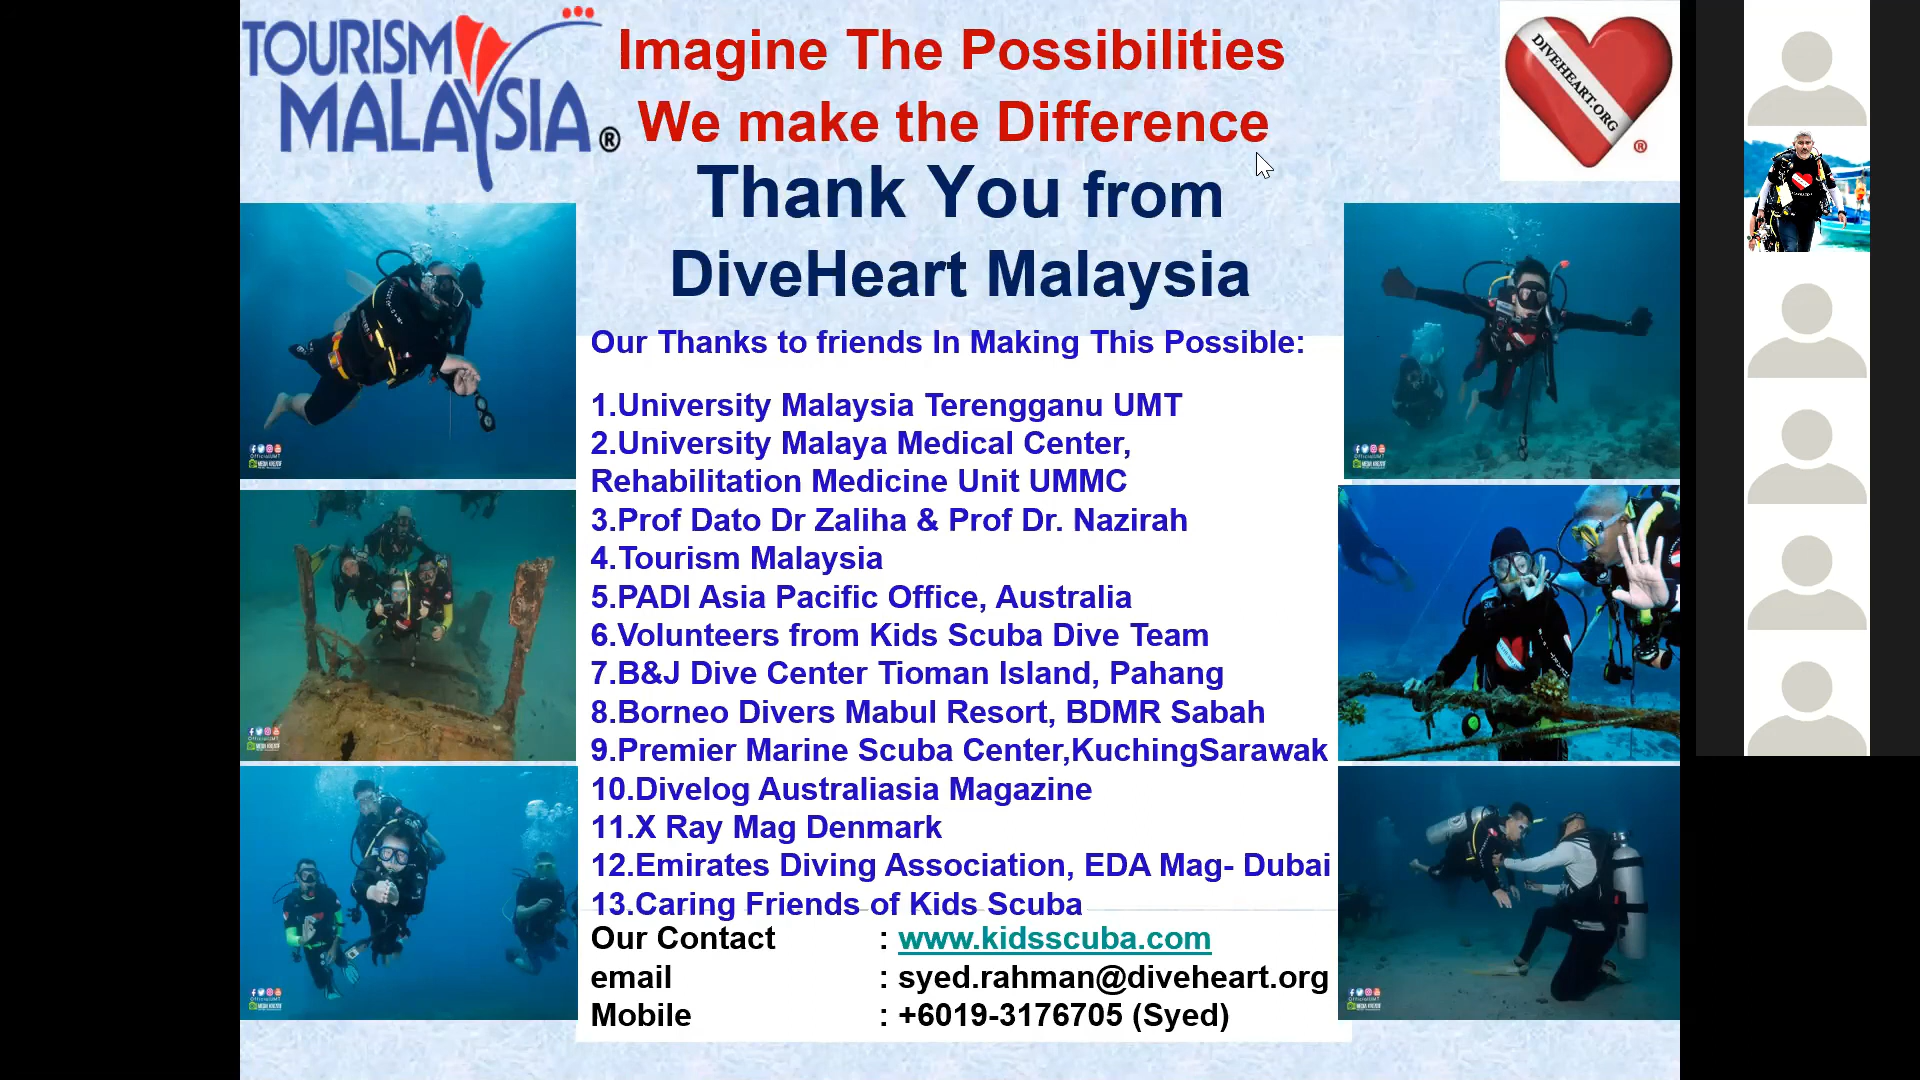 TOURISM
MALAYSIA®
Imagine The Possibilities
We make the Difference
Thank You from
DiveHeart Malaysia
DIVEHEART.ORG
®
Our Thanks to friends In Making This Possible:
1.University Malaysia Terengganu UMT
2.University Malaya Medical Center,
Rehabilitation Medicine Unit UMMC
3.Prof Dato Dr Zaliha & Prof Dr. Nazirah
4.Tourism Malaysia
5.PADI Asia Pacific Office, Australia
6.Volunteers from Kids Scuba Dive Team
7.B&J Dive Center Tioman Island, Pahang
8.Borneo Divers Mabul Resort, BDMR Sabah
9.Premier Marine Scuba Center,KuchingSarawak
10.Divelog Australiasia Magazine
11.X Ray Mag Denmark
12.Emirates Diving Association, EDA Mag- Dubai
13.Caring Friends of Kids Scuba
Our Contact : www.kidsscuba.com
email : syed.rahman@diveheart.org
Mobile : +6019-3176705 (Syed)